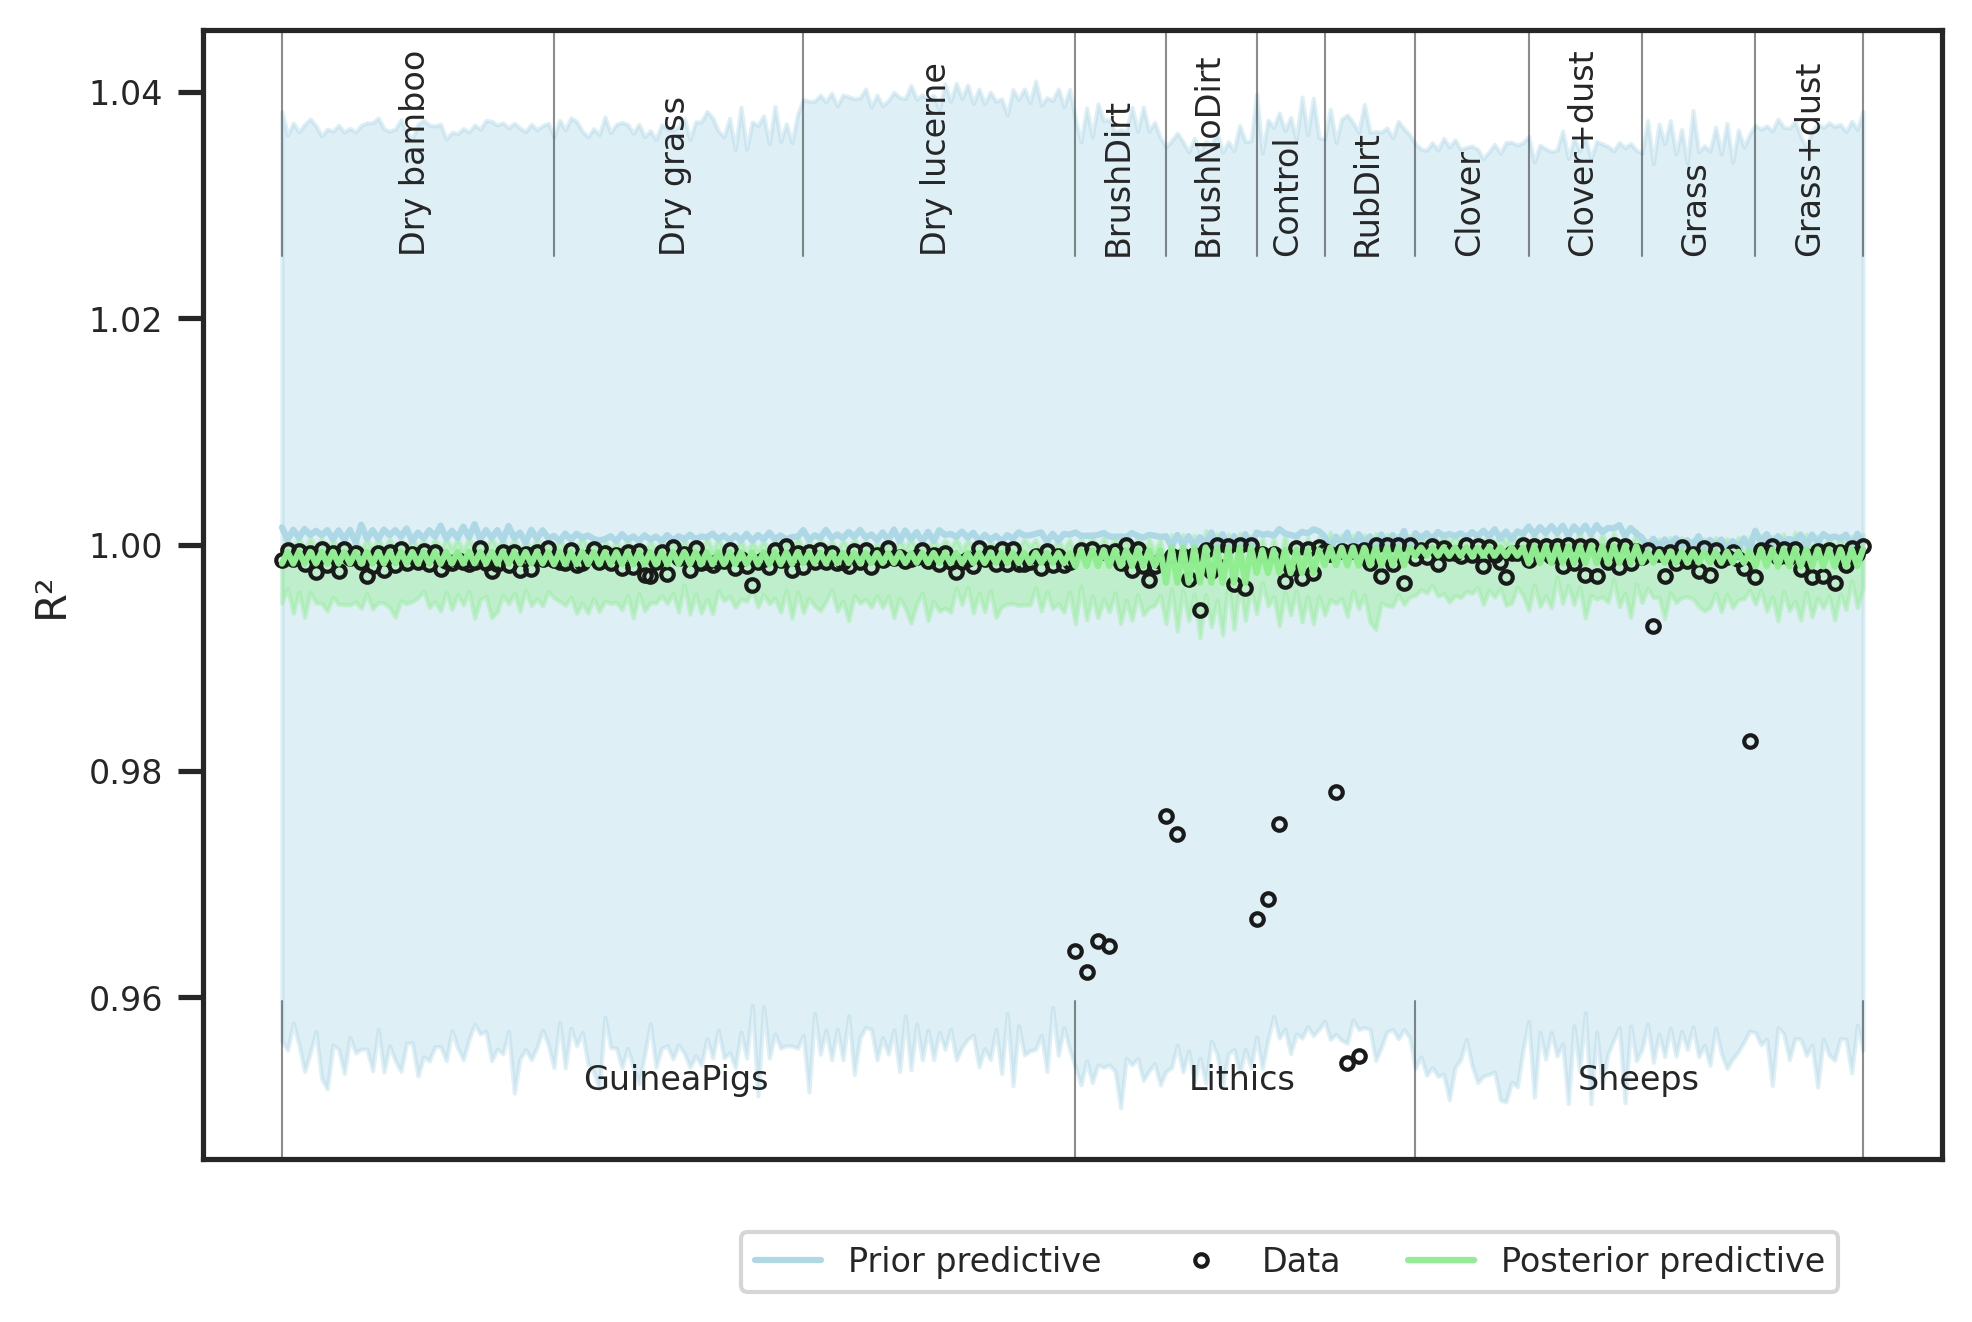 1.04
1.02
1.00
0.98
0.96
R²
Dry bamboo
Dry grass
Dry lucerne
BrushDirt
BrushNoDirt
Control
RubDirt
Clover
Clover+dust
Grass
Grass+dust
GuineaPigs
Lithics
Sheeps
Prior predictive
Data
Posterior predictive